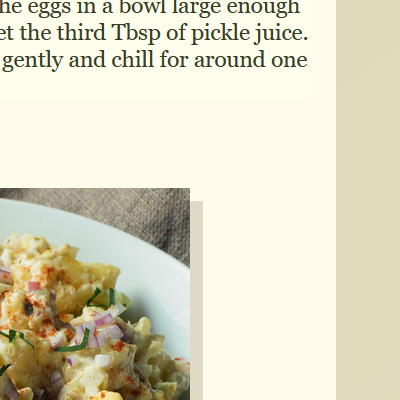 he eggs in a bowl large enough
et the third Tbsp of pickle juice.
gently and chill for around one